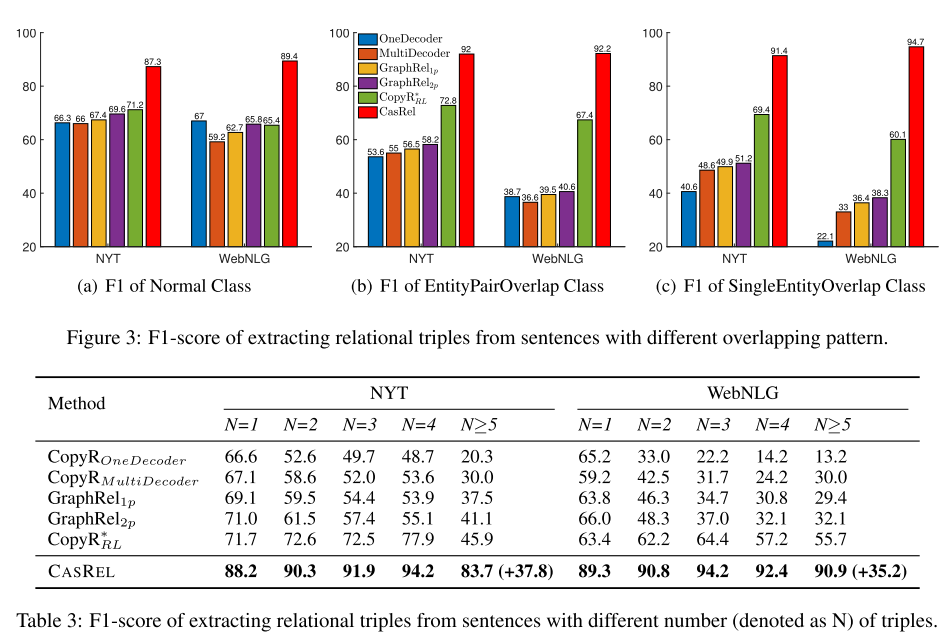 100
80
60
40
20
66.3 66 67.4 69.6 71.2 87.3
67 59.2 62.7 65.8 65.4 89.4
NYT WebNLG
(a) F1 of Normal Class
100
80
60
40
20
OneDecoder
MultiDecoder
GraphRel1p
GraphRel2p
CopyR*RL
CasRel
53.6 55 56.5 58.2 72.8 92
38.7 36.6 39.5 40.6 67.4 92.2
NYT WebNLG
(b) F1 of EntityPairOverlap Class
100
80
60
40
20
40.6 48.6 49.9 51.2 69.4 91.4
22.1 33 36.4 38.3 60.1 94.7
NYT WebNLG
(c) F1 of SingleEntityOverlap Class
Figure 3: F1-score of extracting relational triples from sentences with different overlapping pattern.
Method NYT WebNLG
N=1 N=2 N=3 N=4 N≥5 N=1 N=2 N=3 N=4 N≥5
CopyROneDecoder 66.6 52.6 49.7 48.7 20.3 65.2 33.0 22.2 14.2 13.2
CopyRMultiDecoder 67.1 58.6 52.0 53.6 30.0 59.2 42.5 31.7 24.2 30.0
GraphRel1p 69.1 59.5 54.4 53.9 37.5 63.8 46.3 34.7 30.8 29.4
GraphRel2p 71.0 61.5 57.4 55.1 41.1 66.0 48.3 37.0 32.1 32.1
CopyR*RL 71.7 72.6 72.5 77.9 45.9 63.4 62.2 64.4 57.2 55.7
CASREL 88.2 90.3 91.9 94.2 83.7 (+37.8) 89.3 90.8 94.2 92.4 90.9 (+35.2)
Table 3: F1-score of extracting relational triples from sentences with different number (denoted as N) of triples.